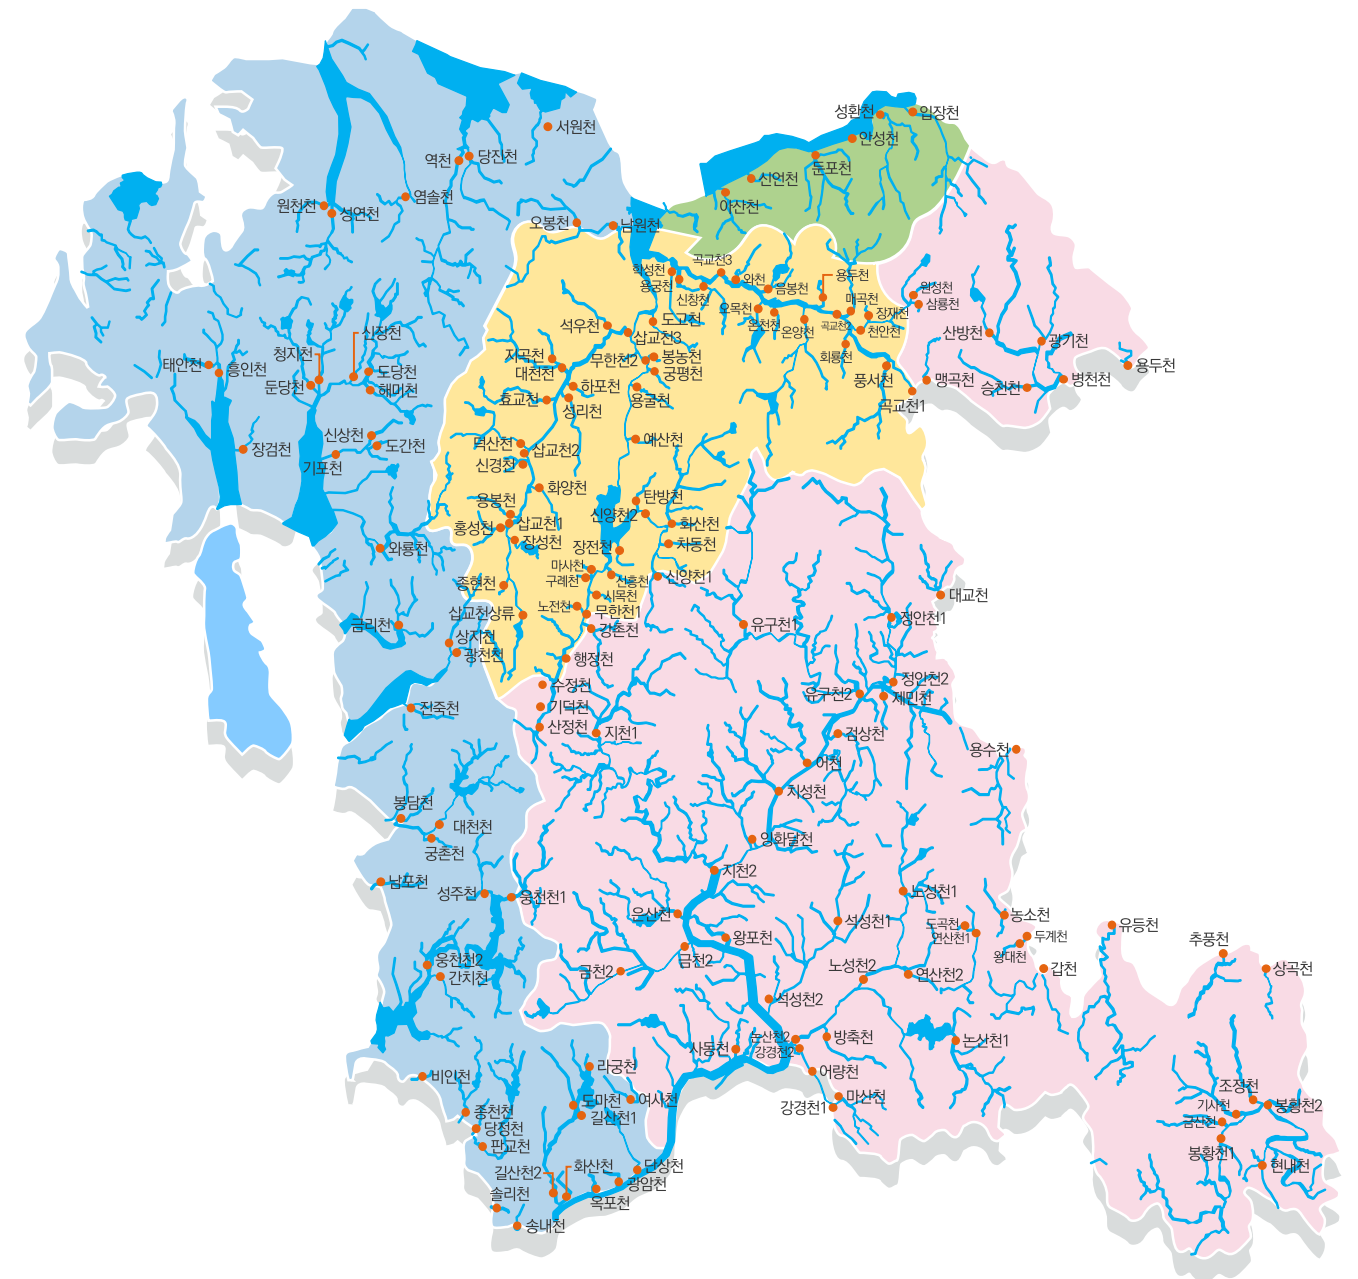 성환천
입장천
서원천
안성천
역천
당진천
둔포천
신언천
염솔천
원천천
성연천
아산천
오봉천
남원천
곡교천3
학성천
용궁천
와천
음봉천
용두천
신창천
원성천
삼룡천
매곡천
오목천
장재천
도고천
온천천
온양천
곡교천2
천안천
석우천
삽교천3
산방천
광기천
신장천
청지천
지곡천
무한천2
봉농천
회룡천
용두천
태안천
흥인천
도당천
대천천
궁평천
풍서천
맹곡천
승천천
병천천
둔당천
해미천
효교천
하포천
성리천
용굴천
곡교천1
신상천
도간천
장검천
기포천
덕산천
삽교천2
예산천
신경천
화양천
용봉천
탄방천
신양천2
홍성천
삽교천1
화산천
장성천
와룡천
장전천
차동천
마사천
구례천
신흥천
신양천1
종현천
시목천
대교천
노전천
무한천1
삽교천상류
정안천1
금리천
강촌천
유구천1
상지천
광천천
행정천
수정천
정안천2
유구천2
제민천
진죽천
기덕천
산정천
지천1
검상천
용수천
어천
치성천
봉담천
대천천
궁촌천
잉화달천
지천2
남포천
성주천
웅천천1
노성천1
은산천
석성천1
농소천
도곡천
연산천1
두계천
왕대천
유등천
왕포천
추풍천
웅천천2
간치천
금천2
금천2
노성천2
연산천2
갑천
상곡천
석성천2
논산천2
강경천2
방축천
논산천1
사동천
라궁천
어량천
비인천
도마천
여사천
마산천
강경천1
조정천
종천천
길산천1
기사천
봉황천2
당정천
금산천
판교천
봉황천1
길산천2
화산천
단상천
현내천
솔리천
광암천
옥포천
송내천